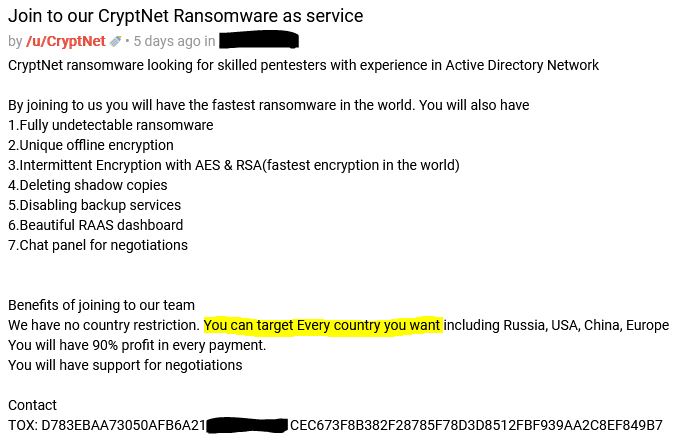 Join to our CryptNet Ransomware as service
by /u/CryptNet • 5 days ago in
CryptNet ransomware looking for skilled pentesters with experience in Active Directory Network
By joining to us you will have the fastest ransomware in the world. You will also have
1.Fully undetectable ransomware
2.Unique offline encryption
3.Intermittent Encryption with AES & RSA(fastest encryption in the world)
4.Deleting shadow copies
5.Disabling backup services
6.Beautiful RAAS dashboard
7.Chat panel for negotiations
Benefits of joining to our team
We have no country restriction. You can target Every country you want including Russia, USA, China, Europe
You will have 90% profit in every payment.
You will have support for negotiations
Contact
TOX: D783EBAA73050AFB6A21 CEC673F8B382F28785F78D3D8512FBF939AA2C8EF849B7